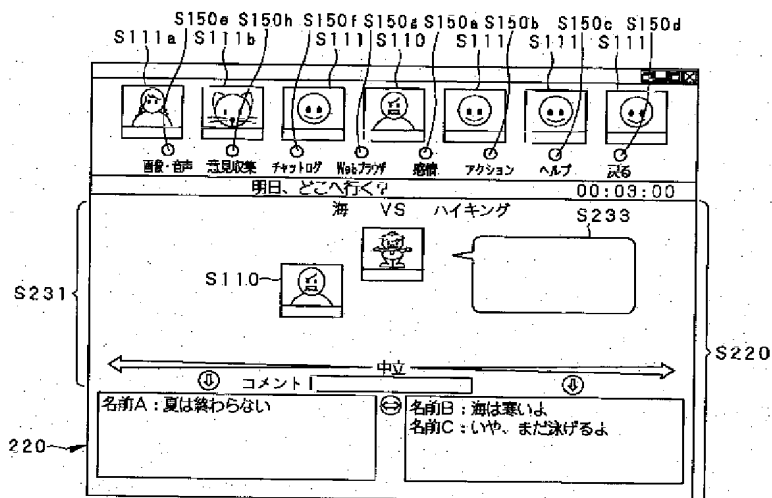 S150e S150h S150f S150g S150a S150b S150c S150d
S111a S111b S111 S110 S111 S111 S111
画像・音声 意見収集 チャットログ Webブラウザ 感情 アクション ヘルプ 戻る
明日、どこへ行く? 00:03:00
海 VS ハイキング
S233
S110
S231
S220
中立
コメント
名前A：夏は終わらない
名前B：海は寒いよ
名前C：いや、まだ泳げるよ
220